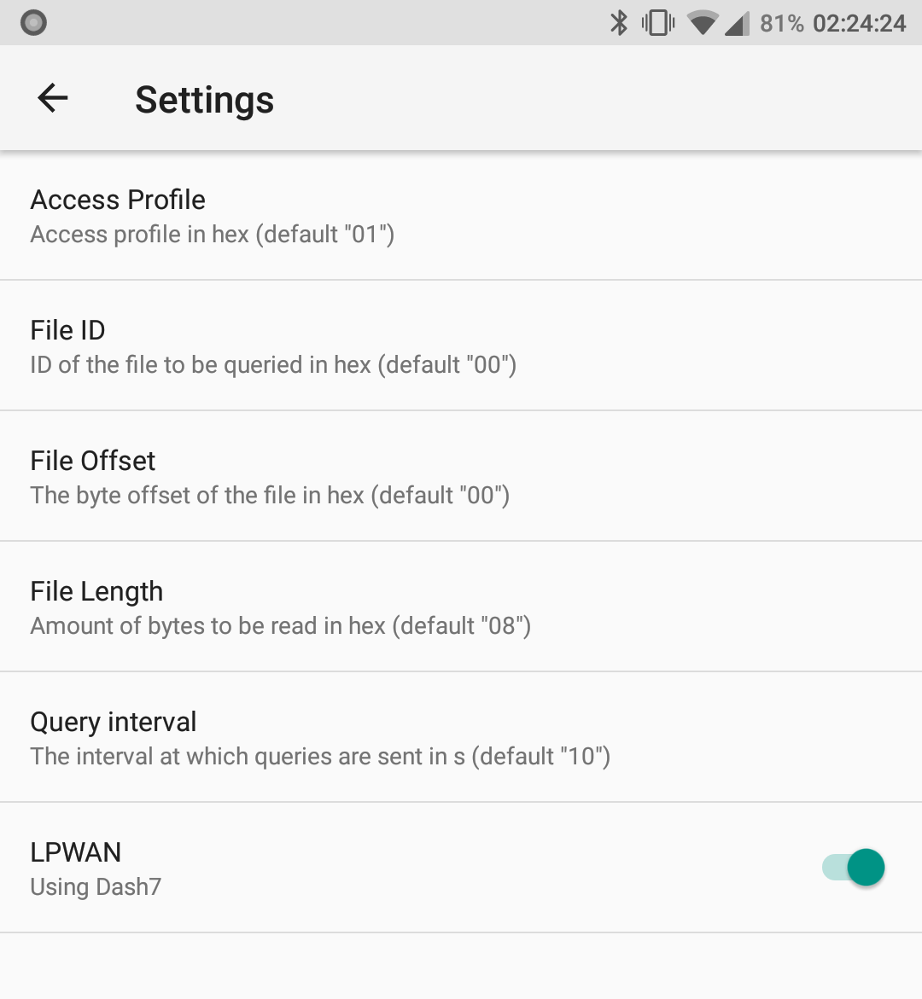 81% 02:24:24
Settings
Access Profile
Access profile in hex (default "01")
File ID
ID of the file to be queried in hex (default "00")
File Offset
The byte offset of the file in hex (default "00")
File Length
Amount of bytes to be read in hex (default "08")
Query interval
The interval at which queries are sent in s (default "10")
LPWAN
Using Dash7